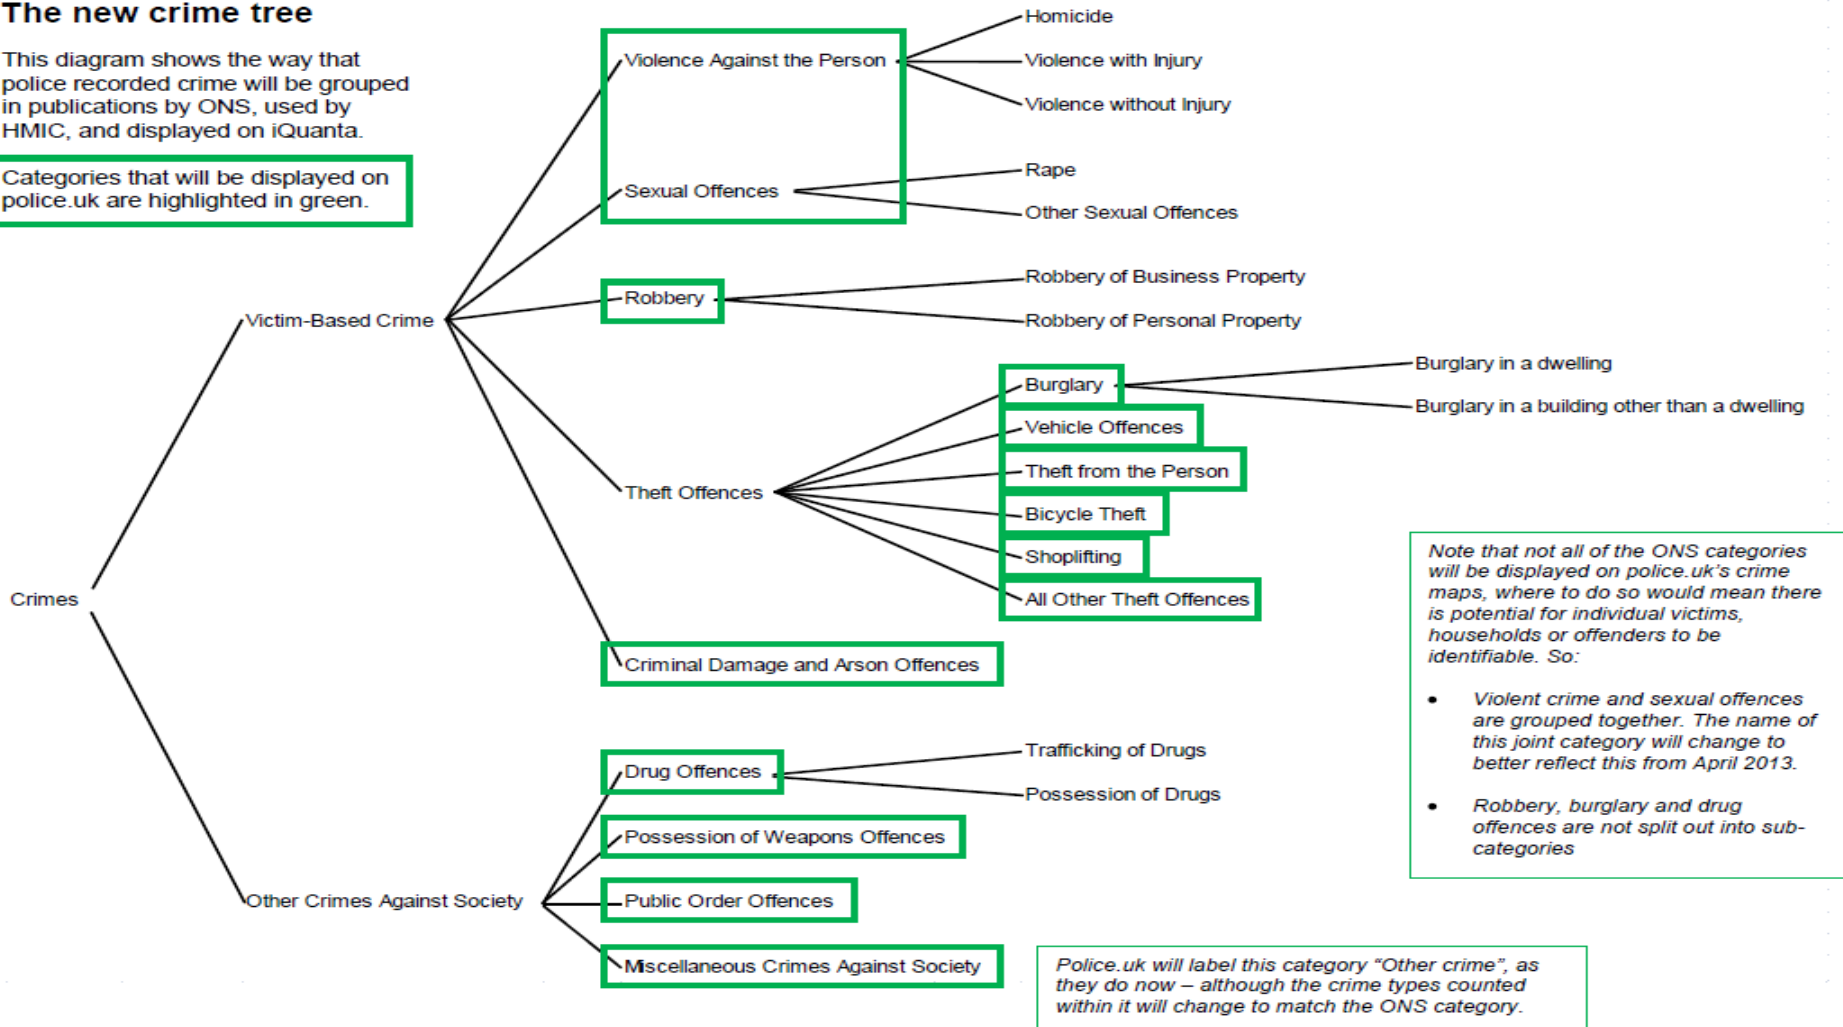 The new crime tree
This diagram shows the way that
police recorded crime will be grouped
in publications by ONS, used by
HMIC, and displayed on iQuanta.
Categories that will be displayed on
police.uk are highlighted in green.
Crimes
Victim-Based Crime
Violence Against the Person
Homicide
Violence with Injury
Violence without Injury
Sexual Offences
Rape
Other Sexual Offences
Robbery
Robbery of Business Property
Robbery of Personal Property
Theft Offences
Burglary
Burglary in a dwelling
Burglary in a building other than a dwelling
Vehicle Offences
Theft from the Person
Bicycle Theft
Shoplifting
All Other Theft Offences
Criminal Damage and Arson Offences
Other Crimes Against Society
Drug Offences
Trafficking of Drugs
Possession of Drugs
Possession of Weapons Offences
Public Order Offences
Miscellaneous Crimes Against Society
Note that not all of the ONS categories
will be displayed on police.uk's crime
maps, where to do so would mean there
is potential for individual victims,
households or offenders to be
identifiable. So:
• Violent crime and sexual offences
are grouped together. The name of
this joint category will change to
better reflect this from April 2013.
• Robbery, burglary and drug
offences are not split out into sub-
categories
Police.uk will label this category “Other crime”, as
they do now – although the crime types counted
within it will change to match the ONS category.